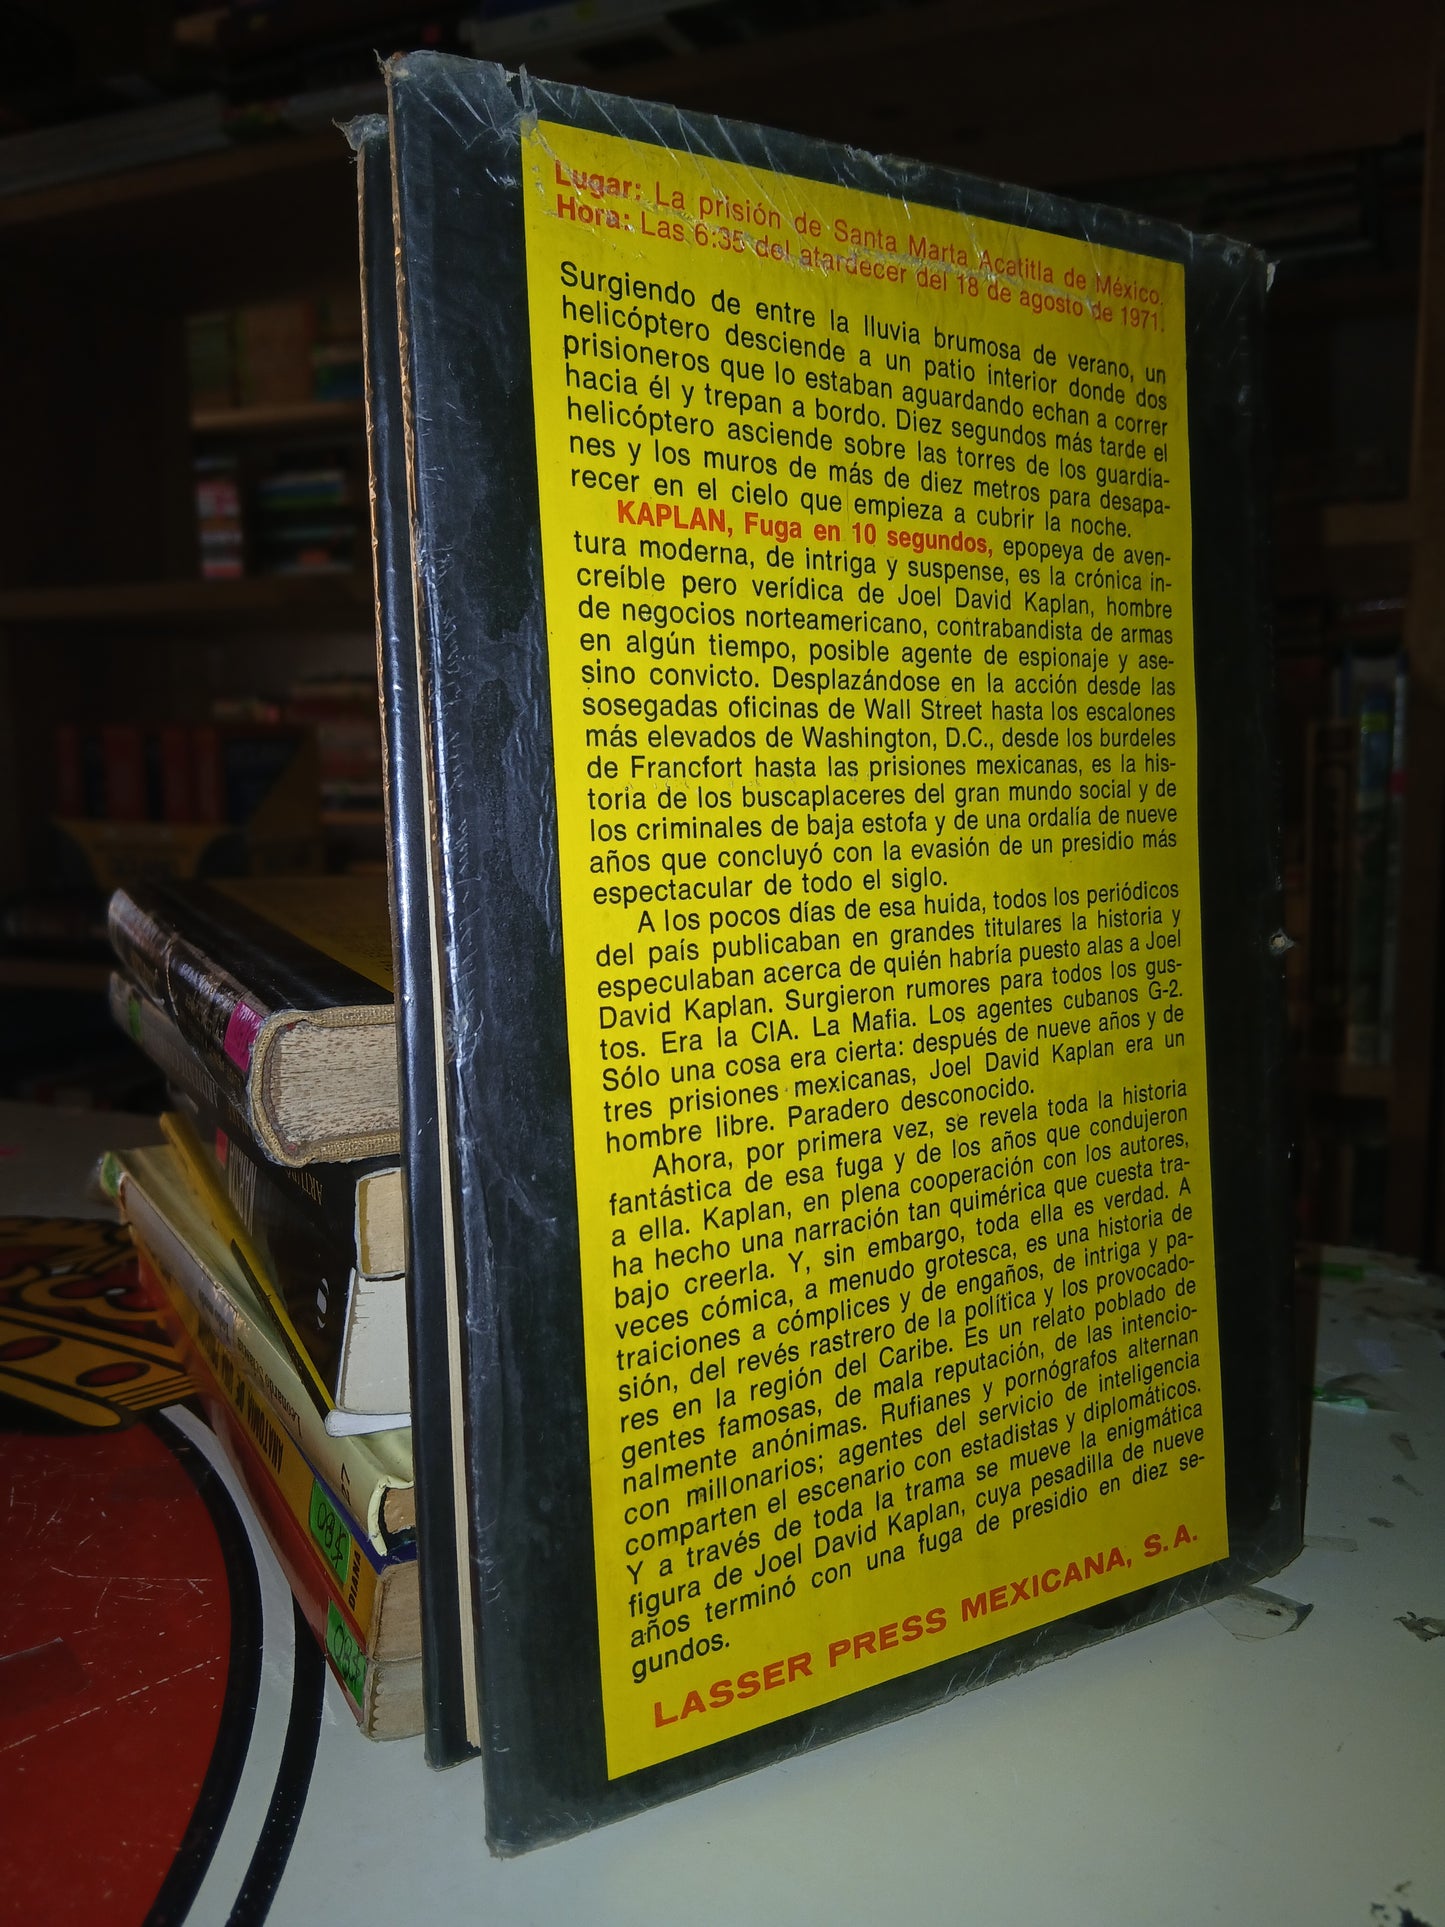 Lugar: La prisión de Santa Marta Acatitla de México.
Hora: Las 6:35 del atardecer del 18 de agosto de 1971.
Surgiendo de entre la lluvia brumosa de verano, un
helicóptero desciende a un patio interior donde dos
prisioneros que lo estaban aguardando echan a correr
hacia él y trepan a bordo. Diez segundos más tarde el
helicóptero asciende sobre las torres de los guardia-
nes y los muros de más de diez metros para desapa-
recer en el cielo que empieza a cubrir la noche.
KAPLAN, Fuga en 10 segundos, epopeya de aven-
tura moderna, de intriga y suspense, es la crónica in-
creíble pero verídica de Joel David Kaplan, hombre
de negocios norteamericano, contrabandista de armas
en algún tiempo, posible agente de espionaje y ase-
sino convicto. Desplazándose en la acción desde las
sosegadas oficinas de Wall Street hasta los escalones
más elevados de Washington, D.C., desde los burdeles
de Francfort hasta las prisiones mexicanas, es la his-
toria de los buscaplaceres del gran mundo social y de
los criminales de baja estofa y de una ordalía de nueve
años que concluyó con la evasión de un presidio más
espectacular de todo el siglo.
A los pocos días de esa huida, todos los periódicos
del país publicaban en grandes titulares la historia y
especulaban acerca de quién habría puesto alas a Joel
David Kaplan. Surgieron rumores para todos los gus-
tos. Era la CIA. La Mafia. Los agentes cubanos G-2.
Sólo una cosa era cierta: después de nueve años y de
tres prisiones mexicanas, Joel David Kaplan era un
hombre libre. Paradero desconocido.
Ahora, por primera vez, se revela toda la historia
fantástica de esa fuga y de los años que condujeron
a ella. Kaplan, en plena cooperación con los autores,
ha hecho una narración tan quimérica que cuesta tra-
bajo creerla. Y, sin embargo, toda ella es verdad. A
veces cómica, a menudo grotesca, es una historia de
traiciones a cómplices y de engaños, de intriga y pa-
sión, del revés rastrero de la política y los provocado-
res en la región del Caribe. Es un relato poblado de
gentes famosas, de mala reputación, de las intencio-
nalmente anónimas. Rufianes y pornógrafos alternan
con millonarios; agentes del servicio de inteligencia
comparten el escenario con estadistas y diplomáticos.
Y a través de toda la trama se mueve la enigmática
figura de Joel David Kaplan, cuya pesadilla de nueve
años terminó con una fuga de presidio en diez se-
gundos.
LASSER PRESS MEXICANA, S.A.
Leonardo
DIANA